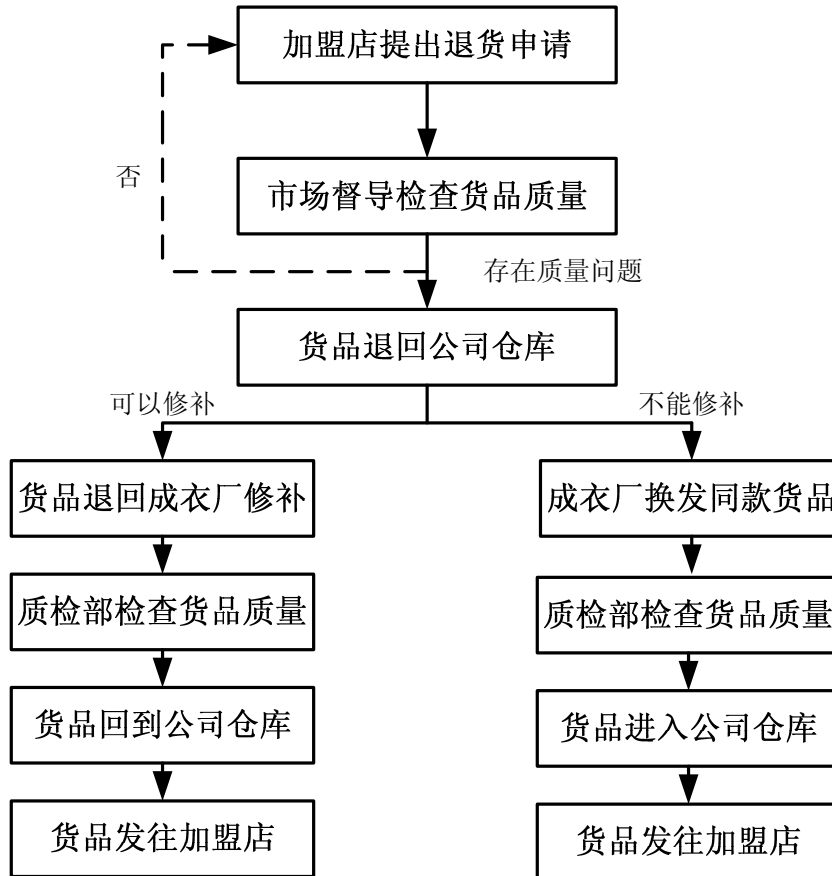 加盟店提出退货申请
否
市场督导检查货品质量
存在质量问题
货品退回公司仓库
可以修补
不能修补
货品退回成衣厂修补
成衣厂换发同款货品
质检部检查货品质量
质检部检查货品质量
货品回到公司仓库
货品进入公司仓库
货品发往加盟店
货品发往加盟店